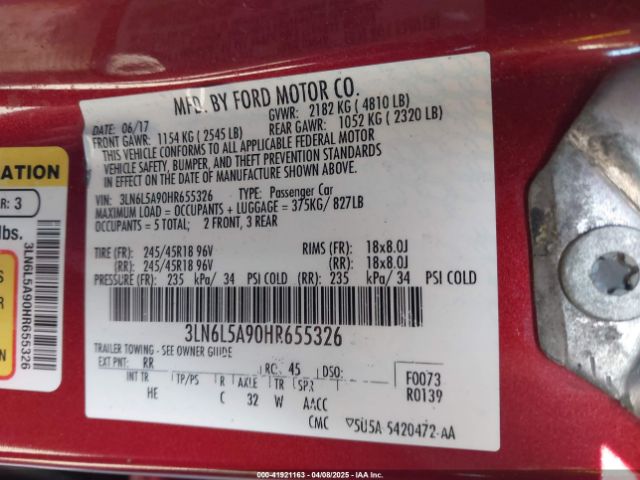 MFD. BY FORD MOTOR CO.
DATE: 06/17 GVWR: 2182 KG ( 4810 LB)
FRONT GAWR: 1154 KG ( 2545 LB) REAR GAWR: 1052 KG ( 2320 LB)
THIS VEHICLE CONFORMS TO ALL APPLICABLE FEDERAL MOTOR
VEHICLE SAFETY, BUMPER, AND THEFT PREVENTION STANDARDS
IN EFFECT ON THE DATE OF MANUFACTURE SHOWN ABOVE
VIN: 3LN6L5A90HR655326 TYPE: Passenger Car
MAXIMUM LOAD = OCCUPANTS + LUGGAGE = 375KG/ 827LB
OCCUPANTS = 5 TOTAL; 2 FRONT, 3 REAR
TIRE (FR): 245/45R18 96V RIMS (FR): 18x8.0J
(RR): 245/45R18 96V (RR): 18x8.0J
PRESSURE (FR): 235 kPa/ 34 PSI COLD (RR): 235 kPa/ 34 PSI COLD
3LN6L5A90HR655326
TRAILER TOWING - SEE OWNER GUIDE
EXT PNT: RR RC: 45 DSO:
INT TR TP/PS R AXLE TR SPR F0073
HE C 32 W AACC R0139
CMC ▽SU5A-5420472-AA
ATION
R: 3
lbs.
3LN6L5A90HR655326
000-41921163 - 04/08/2025 - IAA Inc.